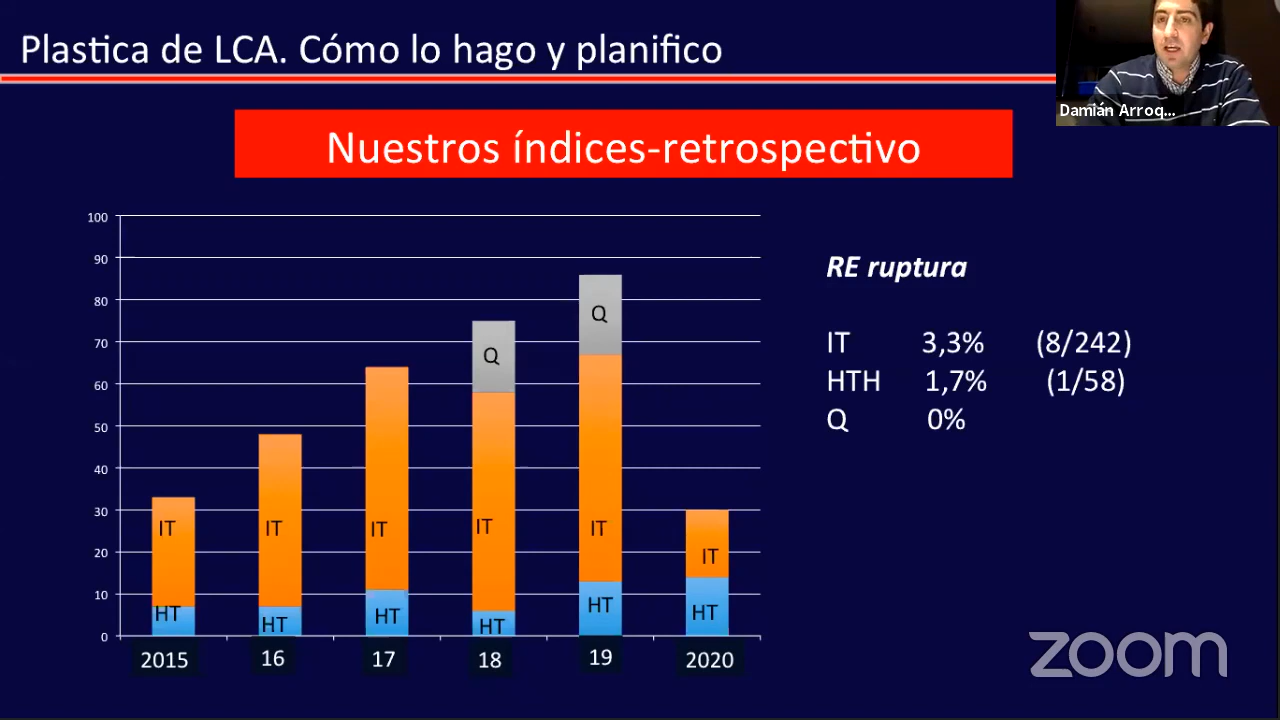 Plastica de LCA. Cómo lo hago y planifico
Damián Arroq...
Nuestros índices-retrospectivo
100
90
80
70
60
50
40
30
20
10
0
Q
Q
IT
IT
IT
IT
IT
IT
HT
HT
HT
HT
HT
HT
2015
16
17
18
19
2020
RE ruptura
IT 3,3% (8/242)
HTH 1,7% (1/58)
Q 0%
zoom